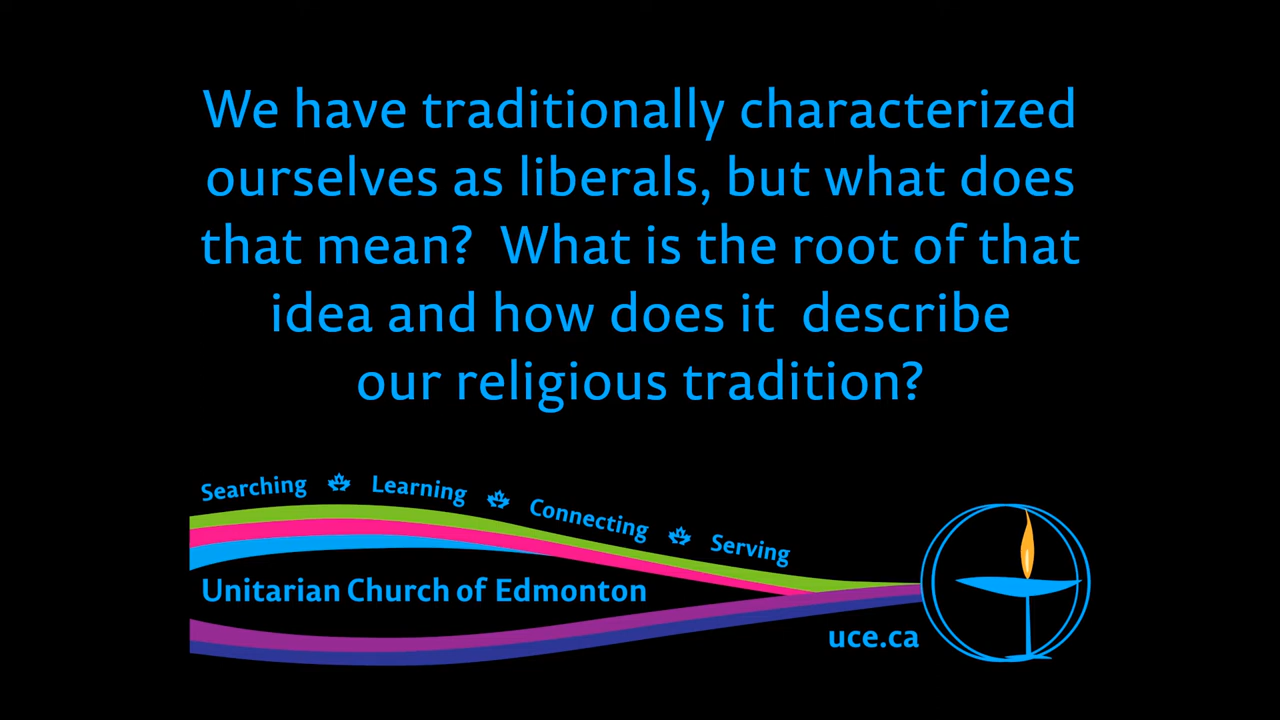 We have traditionally characterized
ourselves as liberals, but what does
that mean?  What is the root of that
idea and how does it  describe
our religious tradition?
Searching Learning Connecting Serving
Unitarian Church of Edmonton
uce.ca